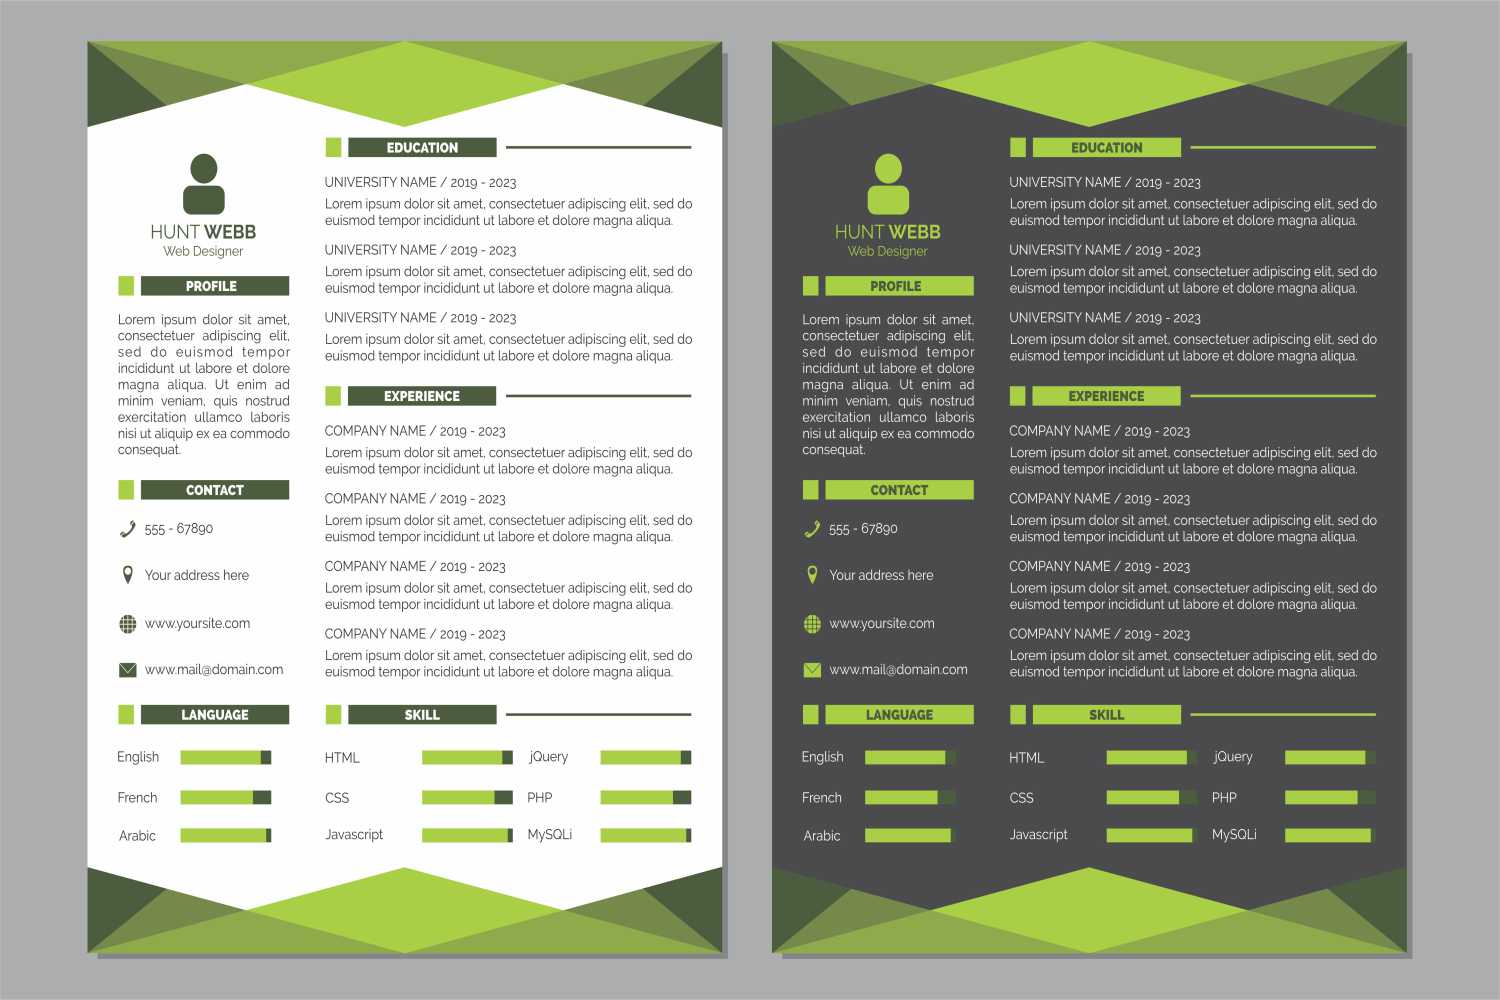 HUNT WEBB
Web Designer
PROFILE
Lorem ipsum dolor sit amet,
consectetuer adipiscing elit,
sed do euismod tempor
incididunt ut labore et dolore
magna aliqua. Ut enim ad
minim veniam, quis nostrud
exercitation ullamco laboris
nisi ut aliquip ex ea commodo
consequat.
CONTACT
555 - 67890
Your address here
www.yoursite.com
www.mail@domain.com
LANGUAGE
English
French
Arabic
EDUCATION
UNIVERSITY NAME / 2019 - 2023
Lorem ipsum dolor sit amet, consectetuer adipiscing elit, sed do
euismod tempor incididunt ut labore et dolore magna aliqua.
UNIVERSITY NAME / 2019 - 2023
Lorem ipsum dolor sit amet, consectetuer adipiscing elit, sed do
euismod tempor incididunt ut labore et dolore magna aliqua.
UNIVERSITY NAME / 2019 - 2023
Lorem ipsum dolor sit amet, consectetuer adipiscing elit, sed do
euismod tempor incididunt ut labore et dolore magna aliqua.
EXPERIENCE
COMPANY NAME / 2019 - 2023
Lorem ipsum dolor sit amet, consectetuer adipiscing elit, sed do
euismod tempor incididunt ut labore et dolore magna aliqua.
COMPANY NAME / 2019 - 2023
Lorem ipsum dolor sit amet, consectetuer adipiscing elit, sed do
euismod tempor incididunt ut labore et dolore magna aliqua.
COMPANY NAME / 2019 - 2023
Lorem ipsum dolor sit amet, consectetuer adipiscing elit, sed do
euismod tempor incididunt ut labore et dolore magna aliqua.
COMPANY NAME / 2019 - 2023
Lorem ipsum dolor sit amet, consectetuer adipiscing elit, sed do
euismod tempor incididunt ut labore et dolore magna aliqua.
SKILL
HTML
jQuery
CSS
PHP
Javascript
MySQLi
HUNT WEBB
Web Designer
PROFILE
Lorem ipsum dolor sit amet,
consectetuer adipiscing elit,
sed do euismod tempor
incididunt ut labore et dolore
magna aliqua. Ut enim ad
minim veniam, quis nostrud
exercitation ullamco laboris
nisi ut aliquip ex ea commodo
consequat.
CONTACT
555 - 67890
Your address here
www.yoursite.com
www.mail@domain.com
LANGUAGE
English
French
Arabic
EDUCATION
UNIVERSITY NAME / 2019 - 2023
Lorem ipsum dolor sit amet, consectetuer adipiscing elit, sed do
euismod tempor incididunt ut labore et dolore magna aliqua.
UNIVERSITY NAME / 2019 - 2023
Lorem ipsum dolor sit amet, consectetuer adipiscing elit, sed do
euismod tempor incididunt ut labore et dolore magna aliqua.
UNIVERSITY NAME / 2019 - 2023
Lorem ipsum dolor sit amet, consectetuer adipiscing elit, sed do
euismod tempor incididunt ut labore et dolore magna aliqua.
EXPERIENCE
COMPANY NAME / 2019 - 2023
Lorem ipsum dolor sit amet, consectetuer adipiscing elit, sed do
euismod tempor incididunt ut labore et dolore magna aliqua.
COMPANY NAME / 2019 - 2023
Lorem ipsum dolor sit amet, consectetuer adipiscing elit, sed do
euismod tempor incididunt ut labore et dolore magna aliqua.
COMPANY NAME / 2019 - 2023
Lorem ipsum dolor sit amet, consectetuer adipiscing elit, sed do
euismod tempor incididunt ut labore et dolore magna aliqua.
COMPANY NAME / 2019 - 2023
Lorem ipsum dolor sit amet, consectetuer adipiscing elit, sed do
euismod tempor incididunt ut labore et dolore magna aliqua.
SKILL
HTML
jQuery
CSS
PHP
Javascript
MySQLi